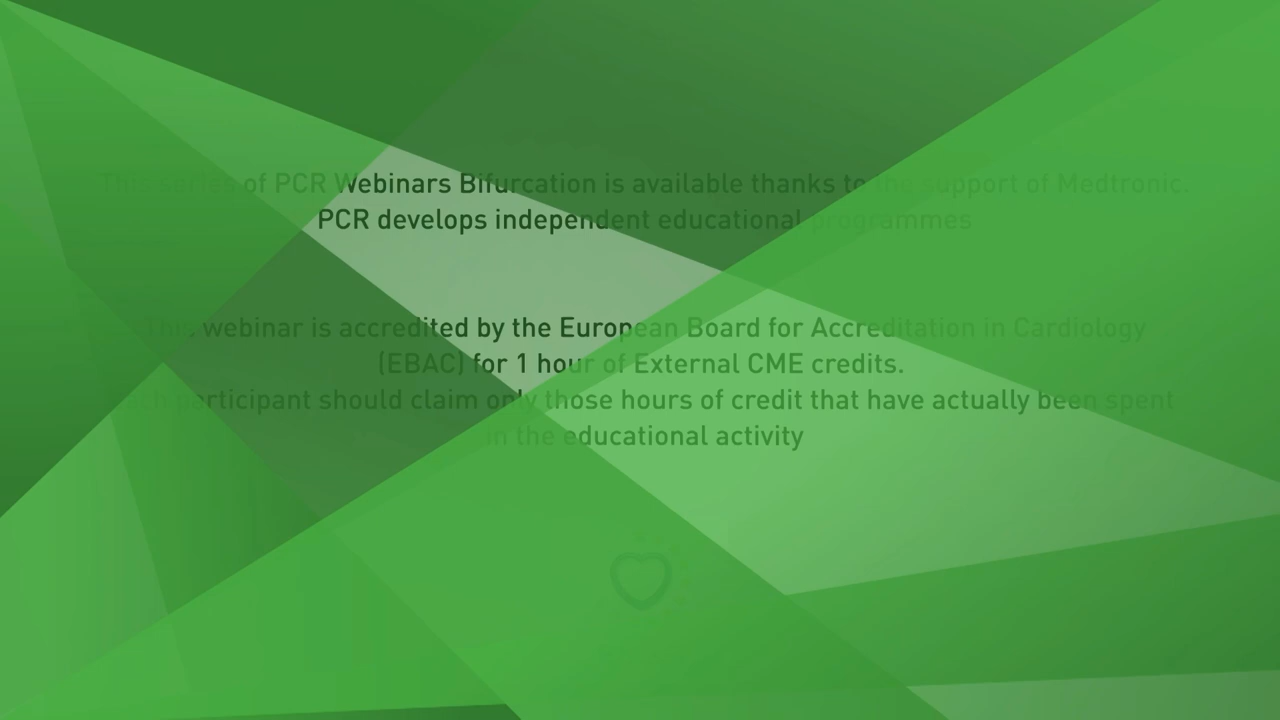 This series of PCR Webinars Bifurcation is available thanks to the support of Medtronic.
PCR develops independent educational programmes
This webinar is accredited by the European Board for Accreditation in Cardiology
(EBAC) for 1 hour of External CME credits.
Each participant should claim only those hours of credit that have actually been spent
in the educational activity